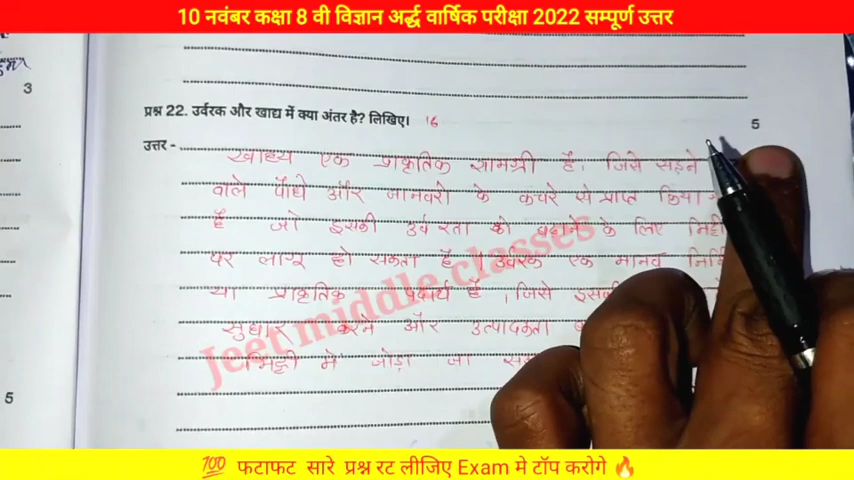 10 नवंबर कक्षा 8 वी विज्ञान अर्द्ध वार्षिक परीक्षा 2022 सम्पूर्ण उत्तर
3
प्रश्न 22. उर्वरक और खाद्य में क्या अंतर है? लिखिए। 16
5
उत्तर -
खाद्य एक प्राकृतिक सामग्री है, जिसे सड़ने
वाले पौधे और जानवरो के कचरे से प्राप्त किया
है जो इसकी उर्वरता को बढ़ाने के लिए मिट्टी
पर लागू हो सकता है। उर्वरक एक मानव
या प्राकृतिक पदार्थ है, जिसे
सुधार करने और उत्पादकता
मिट्टी मे जोड़ा जा
5
Jeet middle classes
💯 फटाफट सारे प्रश्न रट लीजिए Exam मे टॉप करोगे 🔥